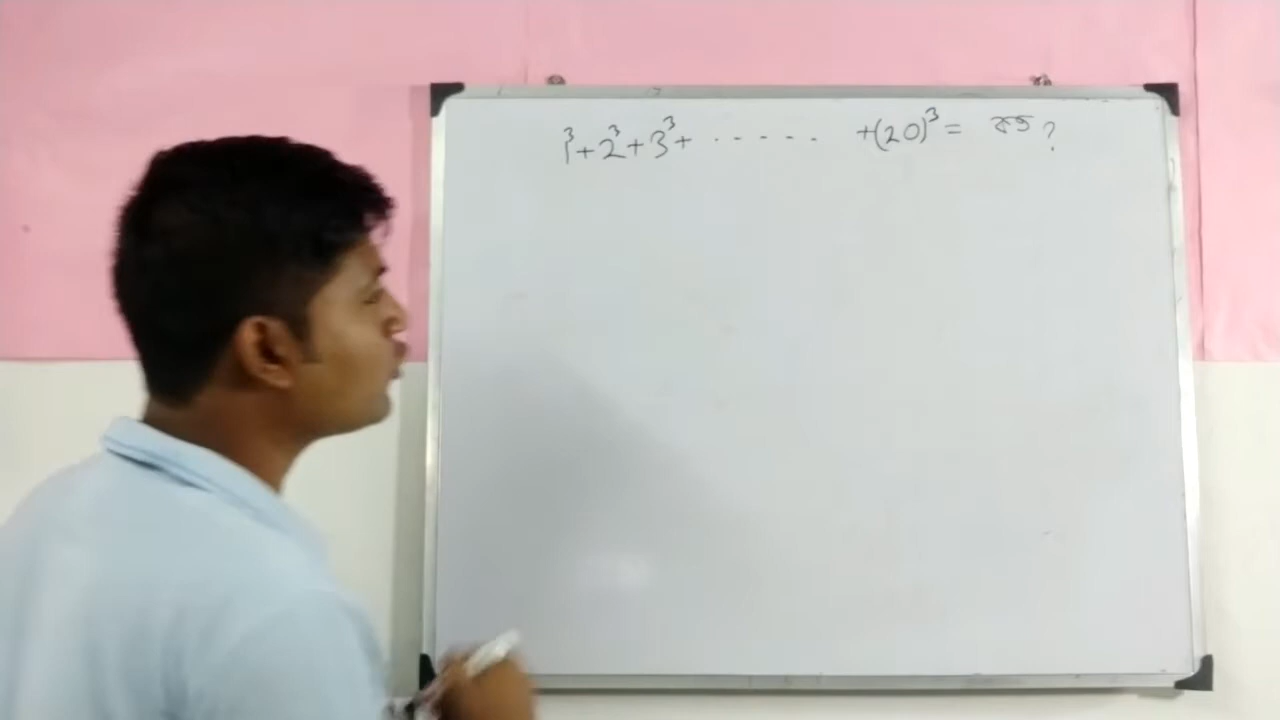 1³+2³+3³+ ..... +(20)³= কত ?